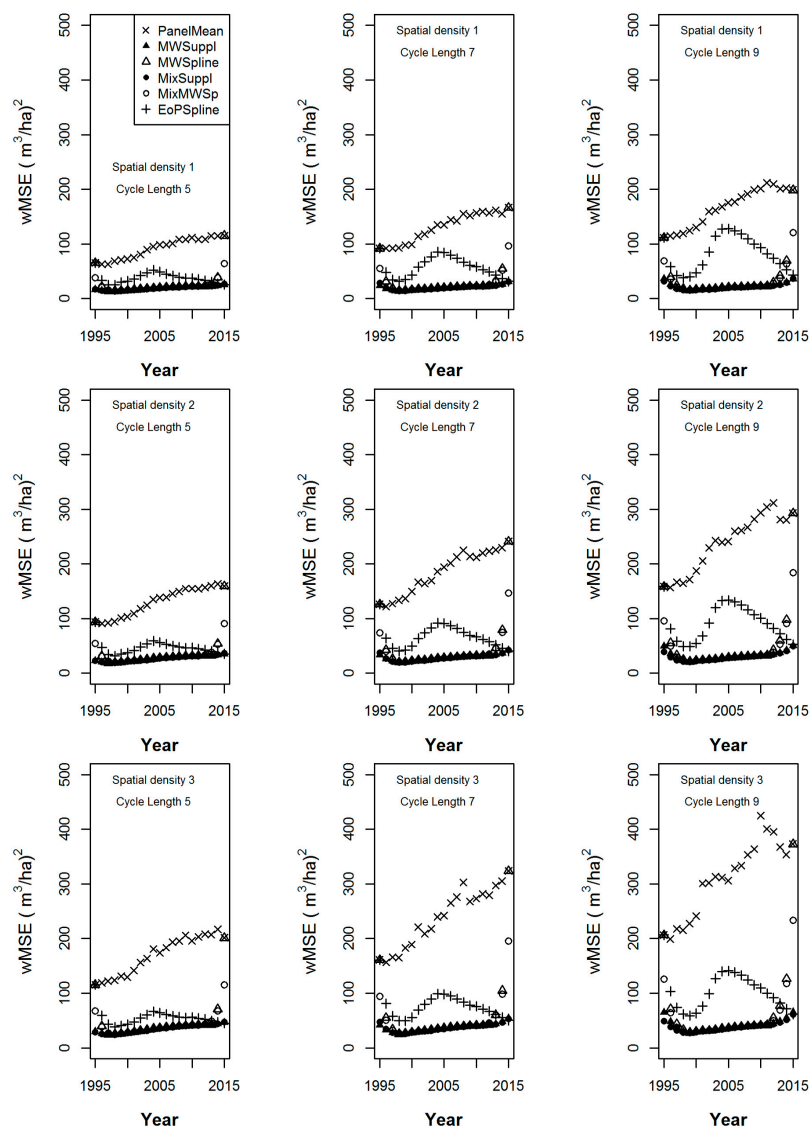 PanelMean
MWSuppl
MWSpline
MixSuppl
MixMWSp
EoPSpline
Spatial density 1
Cycle Length 5
wMSE ( m³/ha)²
0
100
200
300
400
500
1995
2005
2015
Year
Spatial density 1
Cycle Length 7
wMSE ( m³/ha)²
0
100
200
300
400
500
1995
2005
2015
Year
Spatial density 1
Cycle Length 9
wMSE ( m³/ha)²
0
100
200
300
400
500
1995
2005
2015
Year
Spatial density 2
Cycle Length 5
wMSE ( m³/ha)²
0
100
200
300
400
500
1995
2005
2015
Year
Spatial density 2
Cycle Length 7
wMSE ( m³/ha)²
0
100
200
300
400
500
1995
2005
2015
Year
Spatial density 2
Cycle Length 9
wMSE ( m³/ha)²
0
100
200
300
400
500
1995
2005
2015
Year
Spatial density 3
Cycle Length 5
wMSE ( m³/ha)²
0
100
200
300
400
500
1995
2005
2015
Year
Spatial density 3
Cycle Length 7
wMSE ( m³/ha)²
0
100
200
300
400
500
1995
2005
2015
Year
Spatial density 3
Cycle Length 9
wMSE ( m³/ha)²
0
100
200
300
400
500
1995
2005
2015
Year